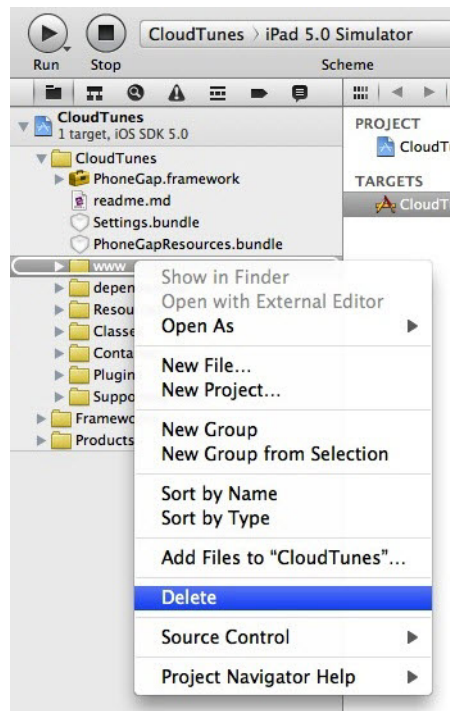 CloudTunes > iPad 5.0 Simulator
Run Stop Scheme
CloudTunes
1 target, iOS SDK 5.0
CloudTunes
PhoneGap.framework
readme.md
Settings.bundle
PhoneGapResources.bundle
www
Classe
Plugin
Products
PROJECT
TARGETS
Show in Finder
Open with External Editor
Open As
New File...
New Project...
New Group
New Group from Selection
Sort by Name
Sort by Type
Add Files to “CloudTunes”...
Delete
Source Control
Project Navigator Help